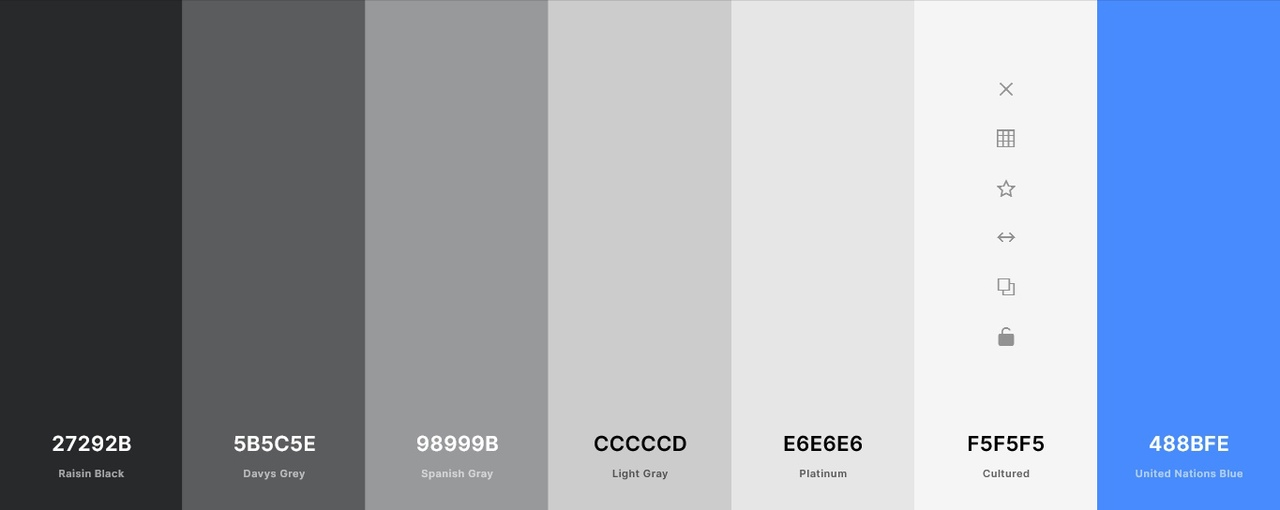 27292B
Raisin Black
5B5C5E
Davys Grey
98999B
Spanish Gray
CCCCCD
Light Gray
E6E6E6
Platinum
F5F5F5
Cultured
488BFE
United Nations Blue